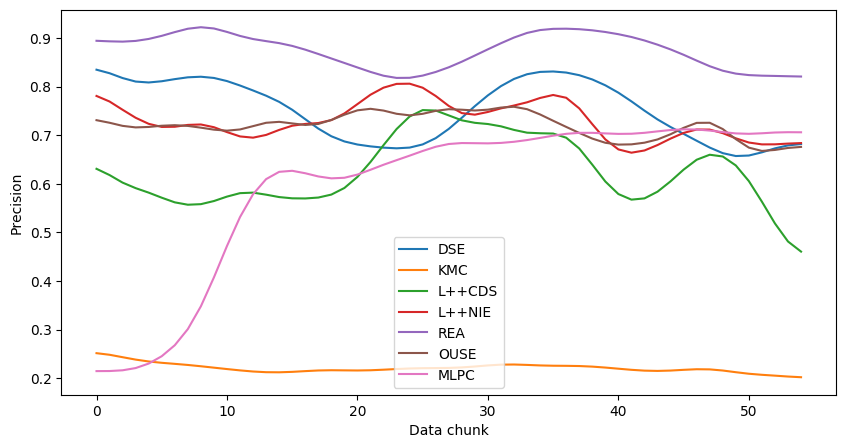 Precision
0.9
0.8
0.7
0.6
0.5
0.4
0.3
0.2
DSE
KMC
L++CDS
L++NIE
REA
OUSE
MLPC
0 10 20 30 40 50
Data chunk